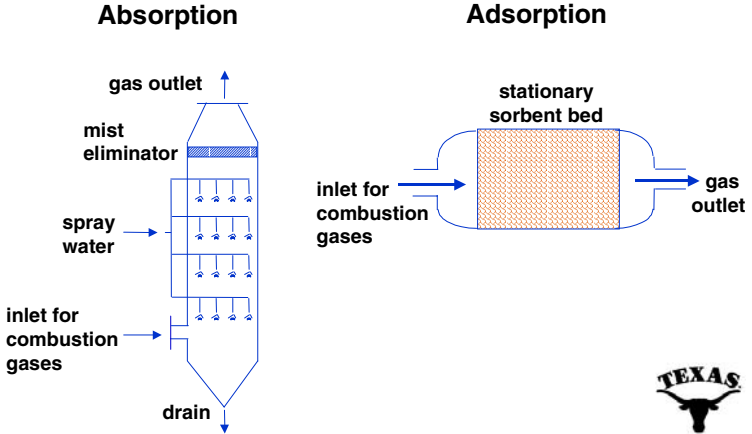 Absorption
gas outlet
mist
eliminator
spray
water
inlet for
combustion
gases
drain
Adsorption
stationary
sorbent bed
inlet for
combustion
gases
gas
outlet
TEXAS